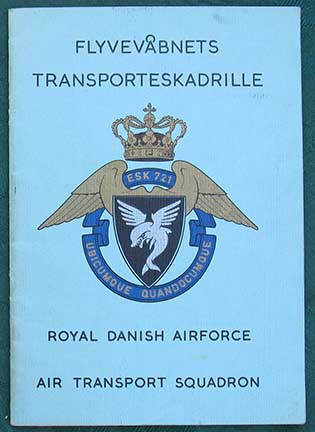 FLYVEVÅBNETS
TRANSPORTESKADRILLE
ESK 721
UBICUMQUE QUANDOCUMQUE
ROYAL DANISH AIRFORCE
AIR TRANSPORT SQUADRON